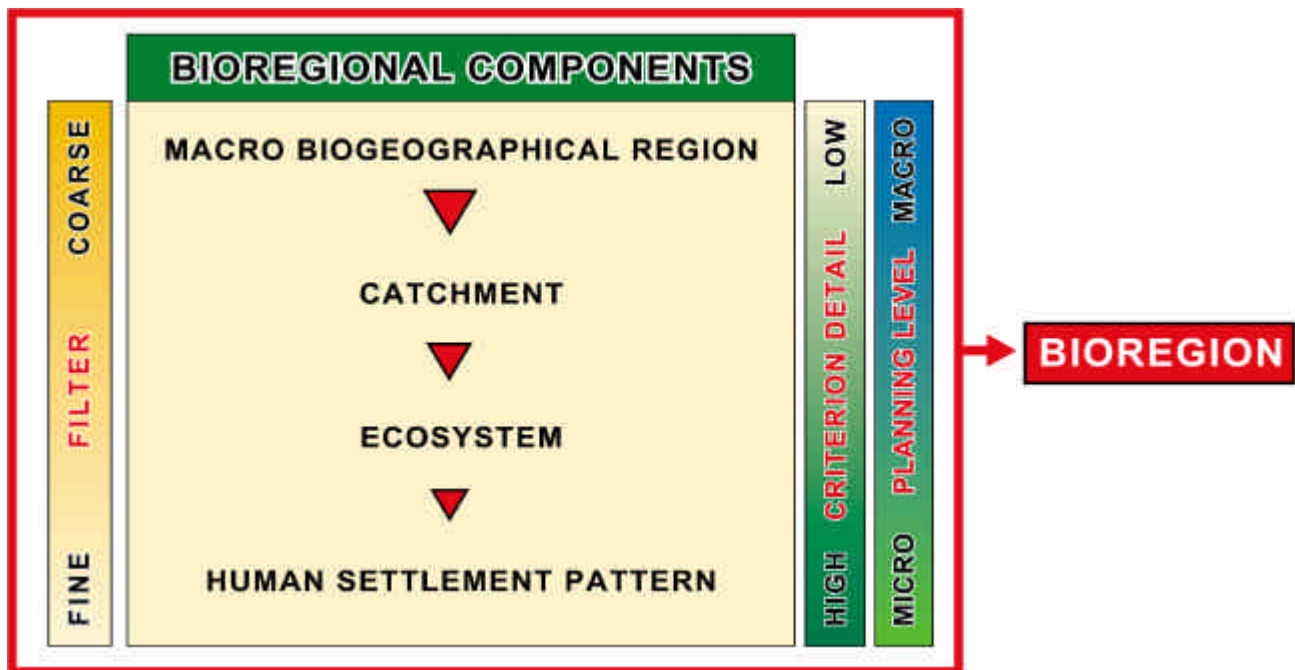 BIOREGIONAL COMPONENTS
COARSE
FILTER
FINE
MACRO BIOGEOGRAPHICAL REGION
CATCHMENT
ECOSYSTEM
HUMAN SETTLEMENT PATTERN
LOW
CRITERION DETAIL
HIGH
MACRO
PLANNING LEVEL
MICRO
BIOREGION